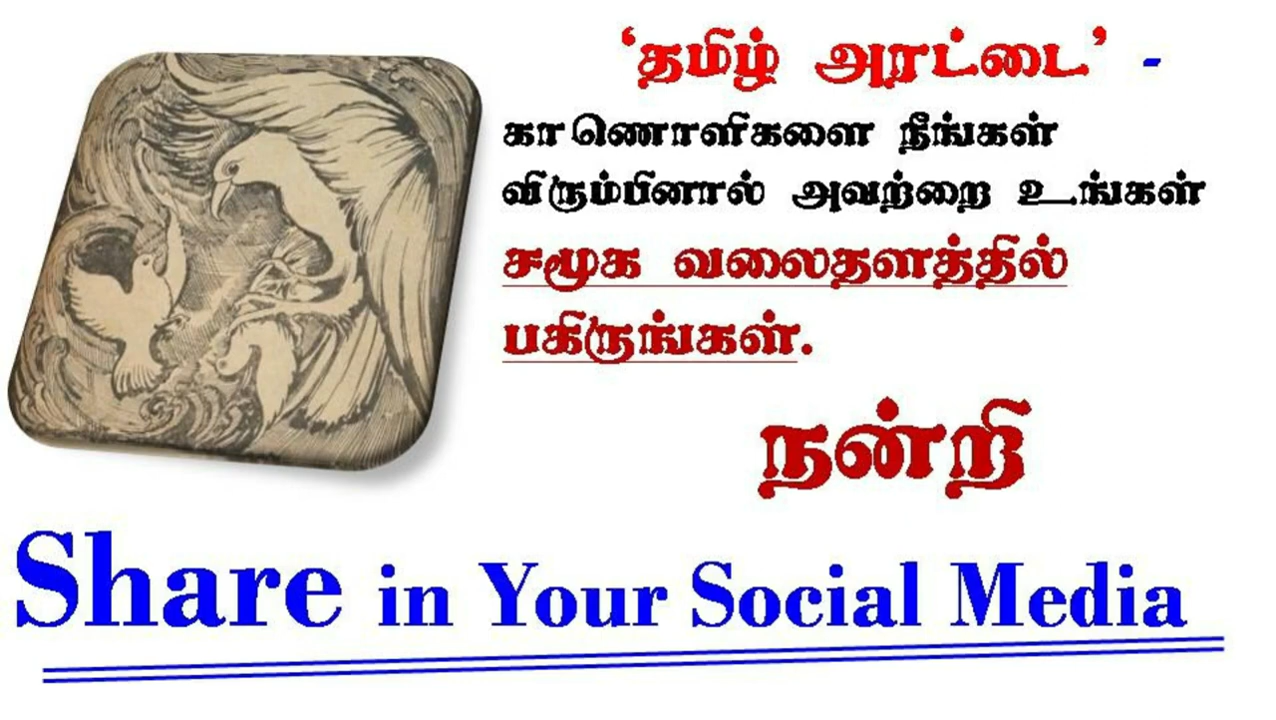 ‘தமிழ் அரட்டை’ -
காணொளிகளை நீங்கள்
விரும்பினால் அவற்றை உங்கள்
சமூக வலைதளத்தில்
பகிருங்கள்.
நன்றி
Share in Your Social Media